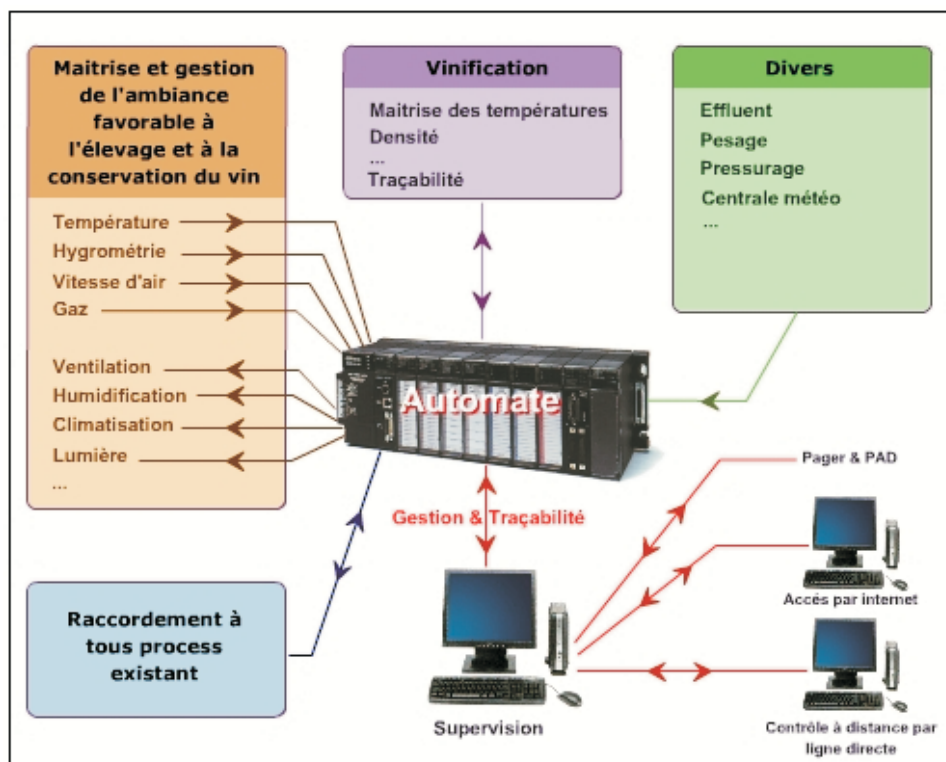 Maitrise et gestion
de l'ambiance
favorable à
l'élevage et à la
conservation du vin
Température
Hygrométrie
Vitesse d'air
Gaz
Ventilation
Humidification
Climatisation
Lumière
...
Vinification
Maitrise des températures
Densité
...
Traçabilité
Divers
Effluent
Pesage
Pressurage
Centrale météo
...
Automate
Gestion & Traçabilité
Raccordement à
tous process
existant
Supervision
Pager & PAD
Accés par internet
Contrôle à distance par
ligne directe